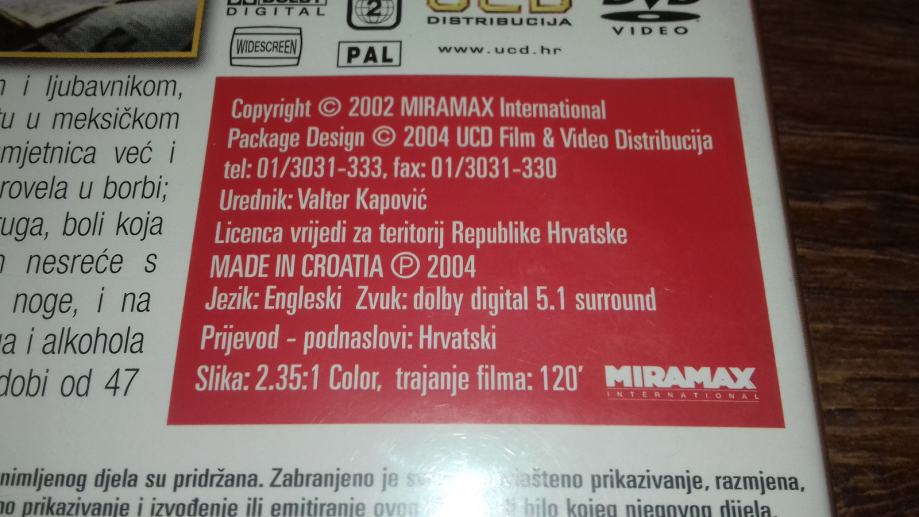 DIGITAL
2
DISTRIBUCIJA
DVD
VIDEO
WIDESCREEN
PAL
www.ucd.hr
i ljubavnikom,
u meksičkom
mjetnica već i
rovela u borbi;
ruga, boli koja
nesreće s
noge, i na
a i alkohola
dobi od 47
Copyright © 2002 MIRAMAX International
Package Design © 2004 UCD Film & Video Distribucija
tel: 01/3031-333, fax: 01/3031-330
Urednik: Valter Kapović
Licenca vrijedi za teritorij Republike Hrvatske
MADE IN CROATIA Ⓟ 2004
Jezik: Engleski Zvuk: dolby digital 5.1 surround
Prijevod - podnaslovi: Hrvatski
Slika: 2.35:1 Color, trajanje filma: 120'
MIRAMAX
INTERNATIONAL
nimljenog djela su pridržana. Zabranjeno je prikazivanje, razmjena,
prikazivanje i izvođenje ili emitiranje bilo kojeg njegovog dijela.